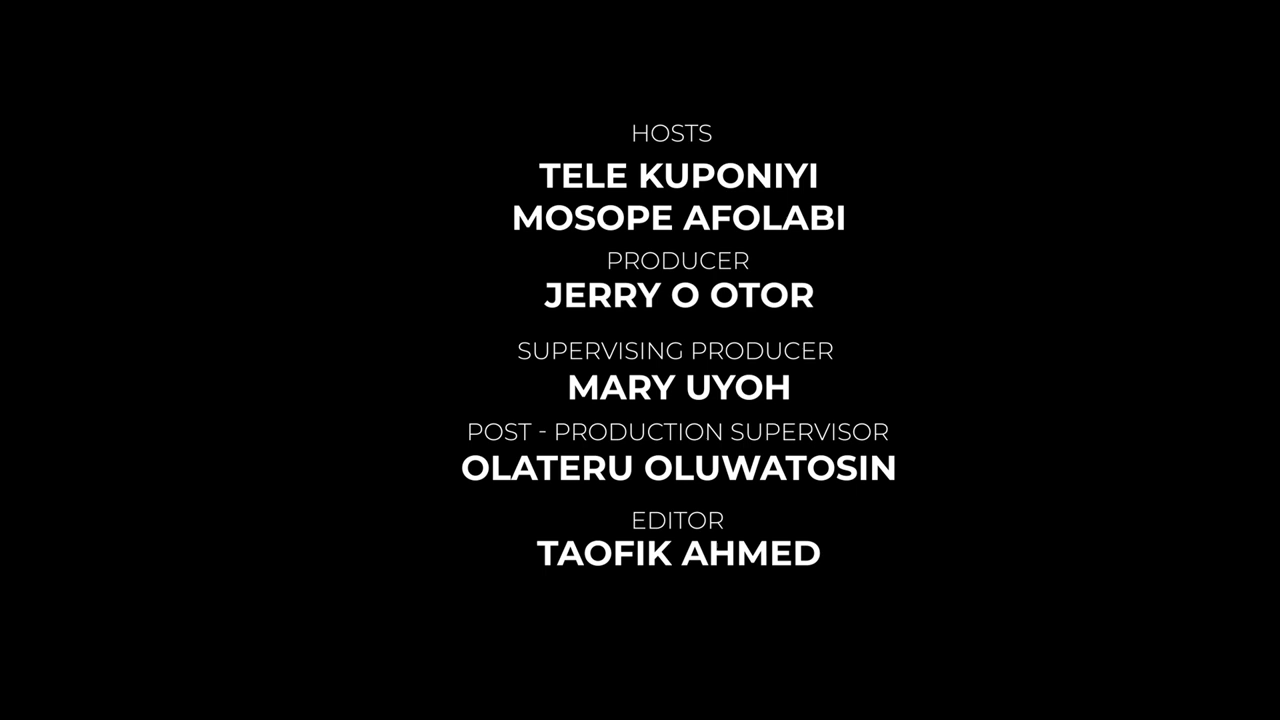 HOSTS
TELE KUPONIYI
MOSOPE AFOLABI
PRODUCER
JERRY O OTOR
SUPERVISING PRODUCER
MARY UYOH
POST - PRODUCTION SUPERVISOR
OLATERU OLUWATOSIN
EDITOR
TAOFIK AHMED